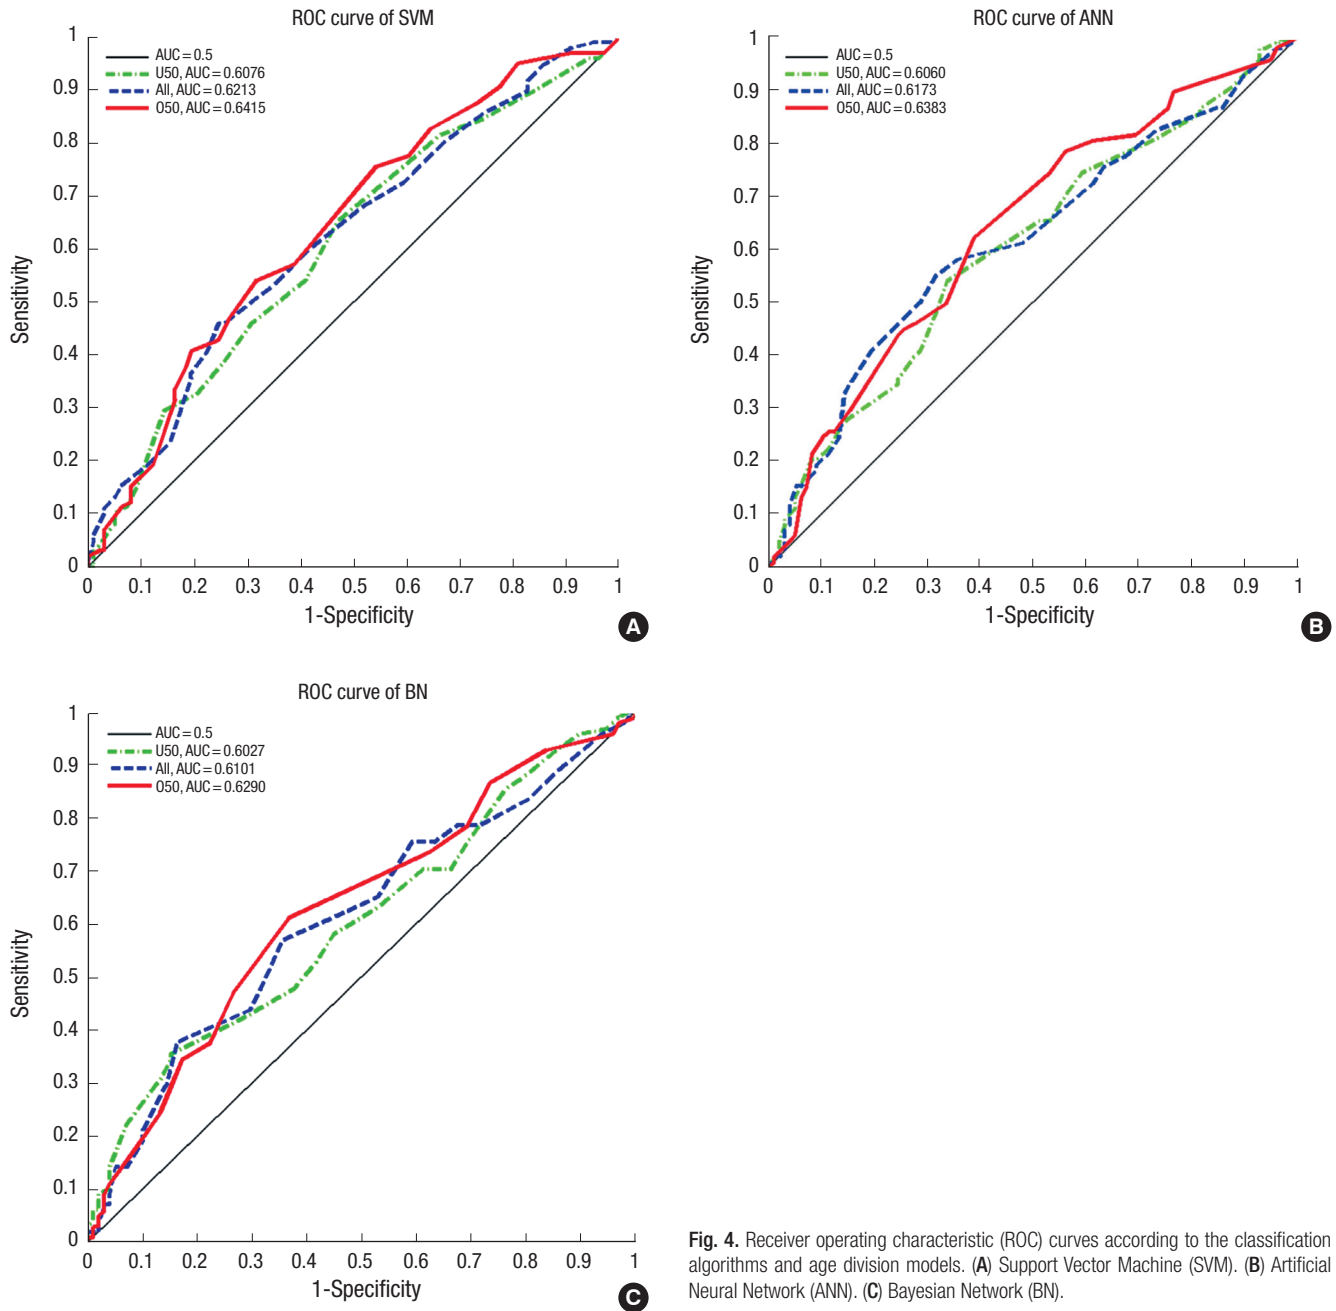 ROC curve of SVM
1
0.9
0.8
0.7
0.6
0.5
0.4
0.3
0.2
0.1
0
Sensitivity
AUC = 0.5
U50, AUC = 0.6076
All, AUC = 0.6213
O50, AUC = 0.6415
0 0.1 0.2 0.3 0.4 0.5 0.6 0.7 0.8 0.9 1
1-Specificity
A
ROC curve of ANN
1
0.9
0.8
0.7
0.6
0.5
0.4
0.3
0.2
0.1
0
Sensitivity
AUC = 0.5
U50, AUC = 0.6060
All, AUC = 0.6173
O50, AUC = 0.6383
0 0.1 0.2 0.3 0.4 0.5 0.6 0.7 0.8 0.9 1
1-Specificity
B
ROC curve of BN
1
0.9
0.8
0.7
0.6
0.5
0.4
0.3
0.2
0.1
0
Sensitivity
AUC = 0.5
U50, AUC = 0.6027
All, AUC = 0.6101
O50, AUC = 0.6290
0 0.1 0.2 0.3 0.4 0.5 0.6 0.7 0.8 0.9 1
1-Specificity
C
Fig. 4. Receiver operating characteristic (ROC) curves according to the classification
algorithms and age division models. (A) Support Vector Machine (SVM). (B) Artificial
Neural Network (ANN). (C) Bayesian Network (BN).